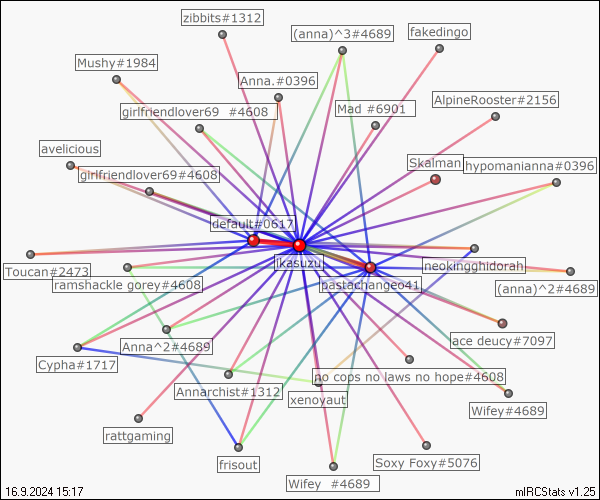 zibbits#1312
(anna)^3#4689
fakedingo
Mushy#1984
Anna.#0396
girlfriendlover69 #4608
Mad #6901
AlpineRooster#2156
avelicious
girlfriendlover69#4608
Skalman
hypomanianna#0396
default#0617
jkasuzu
Toucan#2473
ramshackle gorey#4608
pastachangeo41
neokingghidorah
(anna)^2#4689
Anna^2#4689
lace deucy#7097
Cypha#1717
Annarchist#1312
no cops no laws no hope#4608
xenoyaut
Wifey#4689
rattgaming
frisout
Soxy Foxy#5076
Wifey #4689
16.9.2024 15:17
mIRCStats v1.25